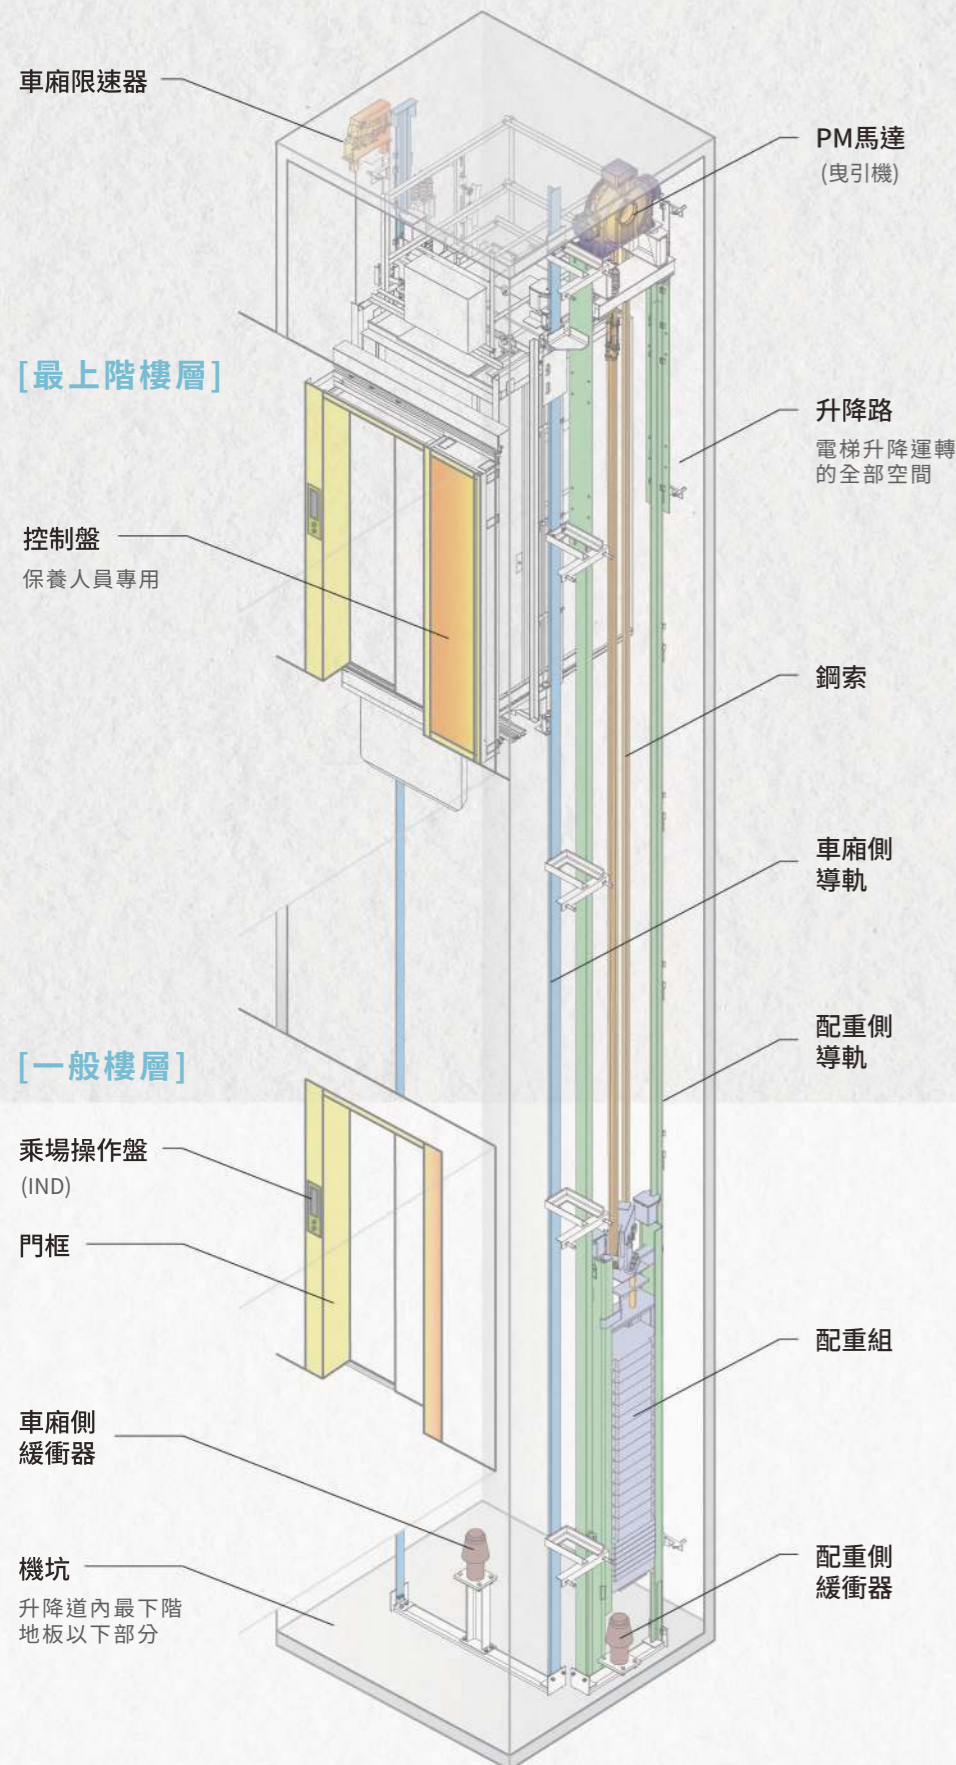 車廂限速器
PM馬達
(曳引機)
[最上階樓層]
升降路
電梯升降運轉
的全部空間
控制盤
保養人員專用
鋼索
車廂側
導軌
配重側
導軌
[一般樓層]
乘場操作盤
(IND)
門框
配重組
車廂側
緩衝器
配重側
緩衝器
機坑
升降道內最下階
地板以下部分